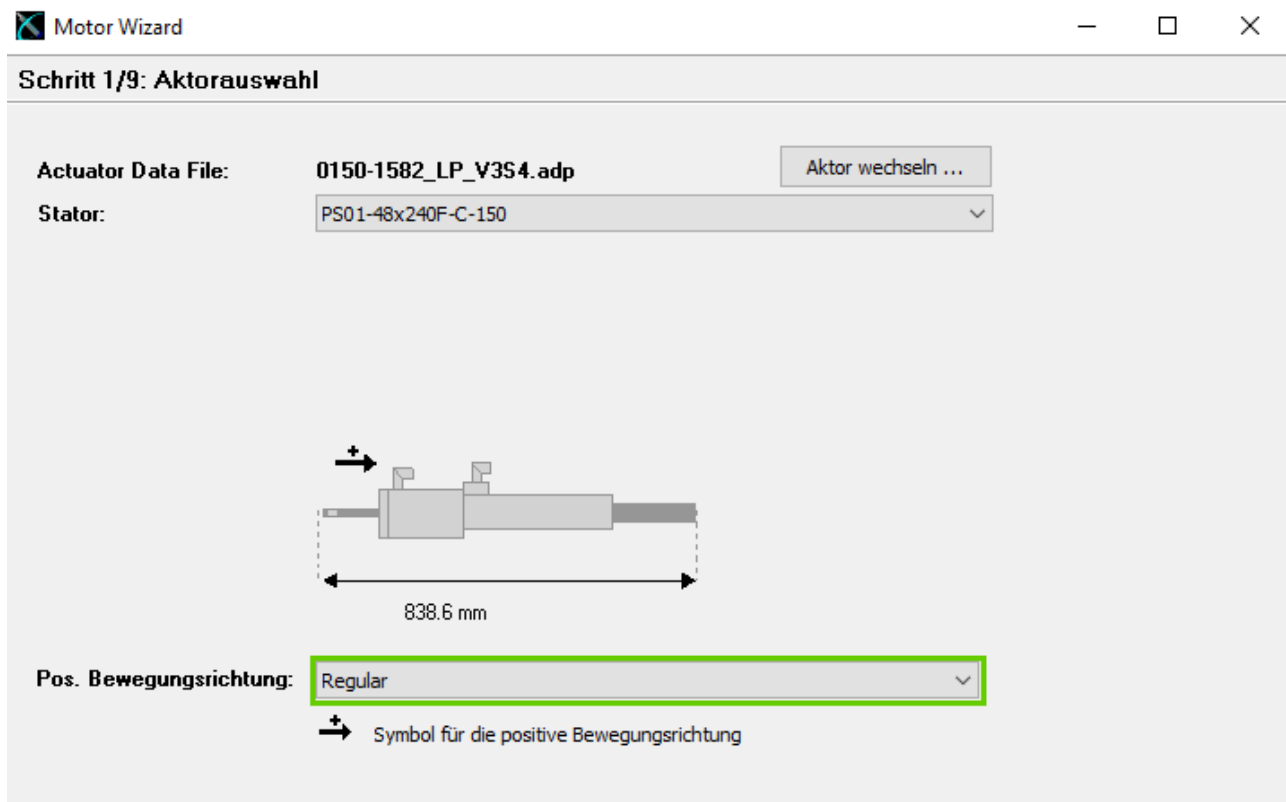 Motor Wizard
Schritt 1/9: Aktorauswahl
Actuator Data File: 0150-1582_LP_V3S4.adp Aktor wechseln ...
Stator: PS01-48x240F-C-150
+
838.6 mm
Pos. Bewegungsrichtung: Regular
+ Symbol für die positive Bewegungsrichtung